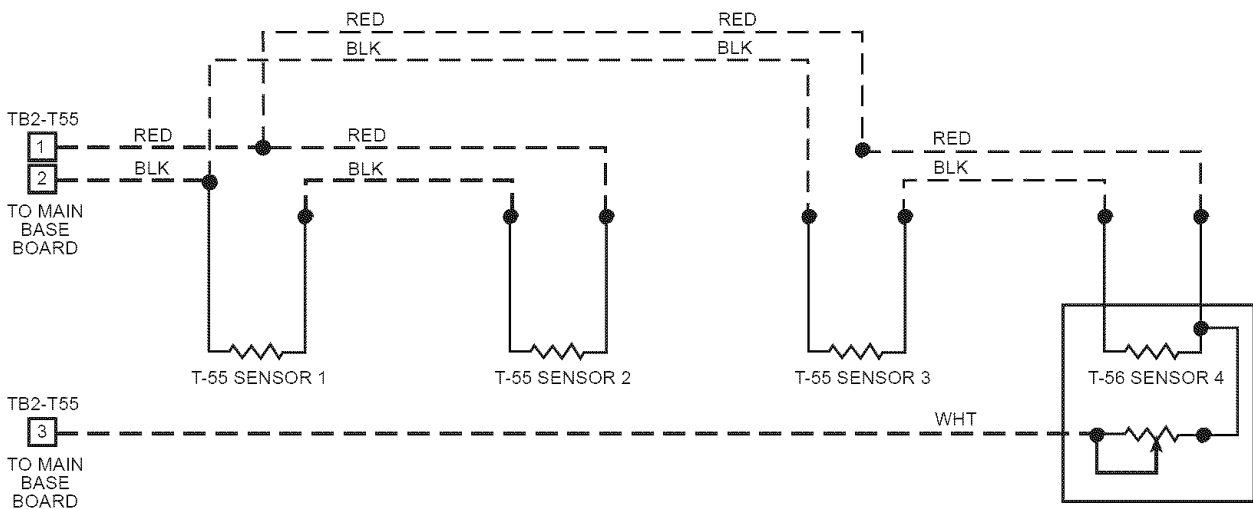 RED RED
BLK BLK
TB2-T55
1 RED RED RED
2 BLK BLK BLK
TO MAIN
BASE
BOARD
T-55 SENSOR 1 T-55 SENSOR 2 T-55 SENSOR 3 T-56 SENSOR 4
TB2-T55
3 WHT
TO MAIN
BASE
BOARD